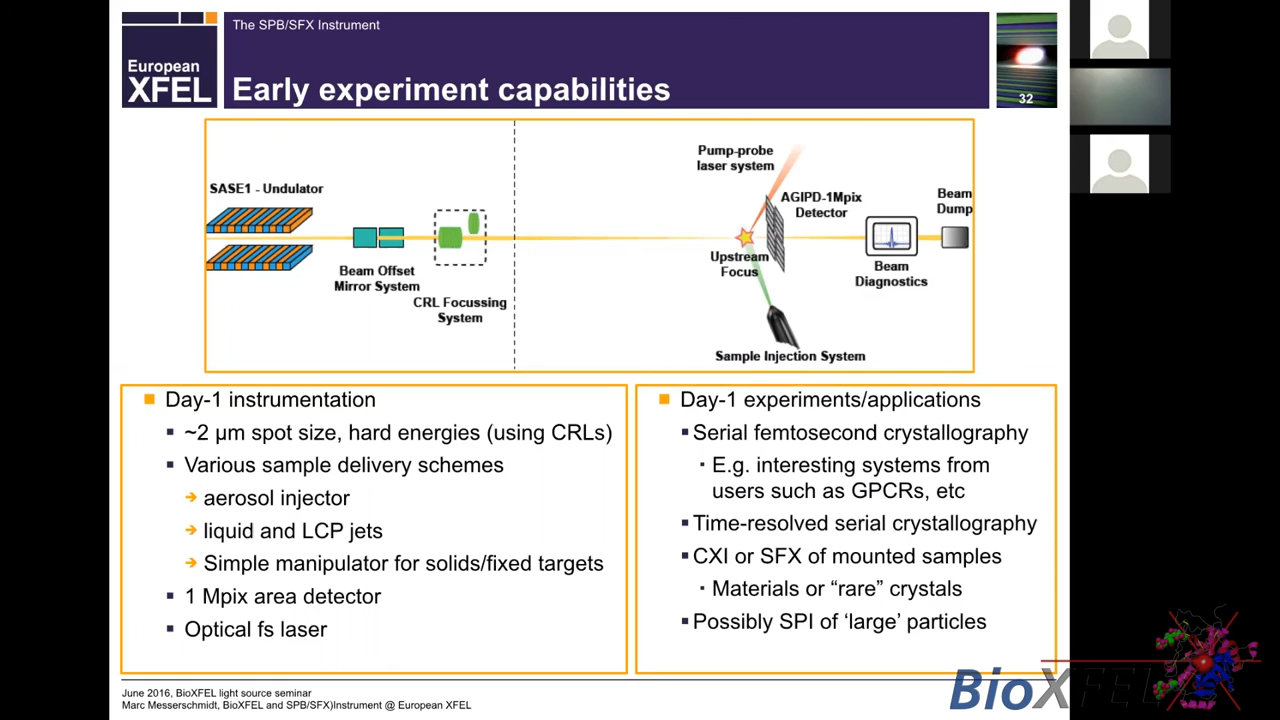 The SPB/SFX Instrument
European
XFEL
Early experiment capabilities
32
Pump-probe
laser system
SASE1 - Undulator
AGIPD-1Mpix
Detector
Beam
Dump
Beam Offset
Mirror System
Upstream
Focus
Beam
Diagnostics
CRL Focussing
System
Sample Injection System
Day-1 instrumentation
~2 µm spot size, hard energies (using CRLs)
Various sample delivery schemes
aerosol injector
liquid and LCP jets
Simple manipulator for solids/fixed targets
1 Mpix area detector
Optical fs laser
Day-1 experiments/applications
Serial femtosecond crystallography
E.g. interesting systems from
users such as GPCRs, etc
Time-resolved serial crystallography
CXI or SFX of mounted samples
Materials or “rare” crystals
Possibly SPI of ‘large’ particles
June 2016, BioXFEL light source seminar
Marc Messerschmidt, BioXFEL and SPB/SFX)Instrument @ European XFEL
BioXFEL